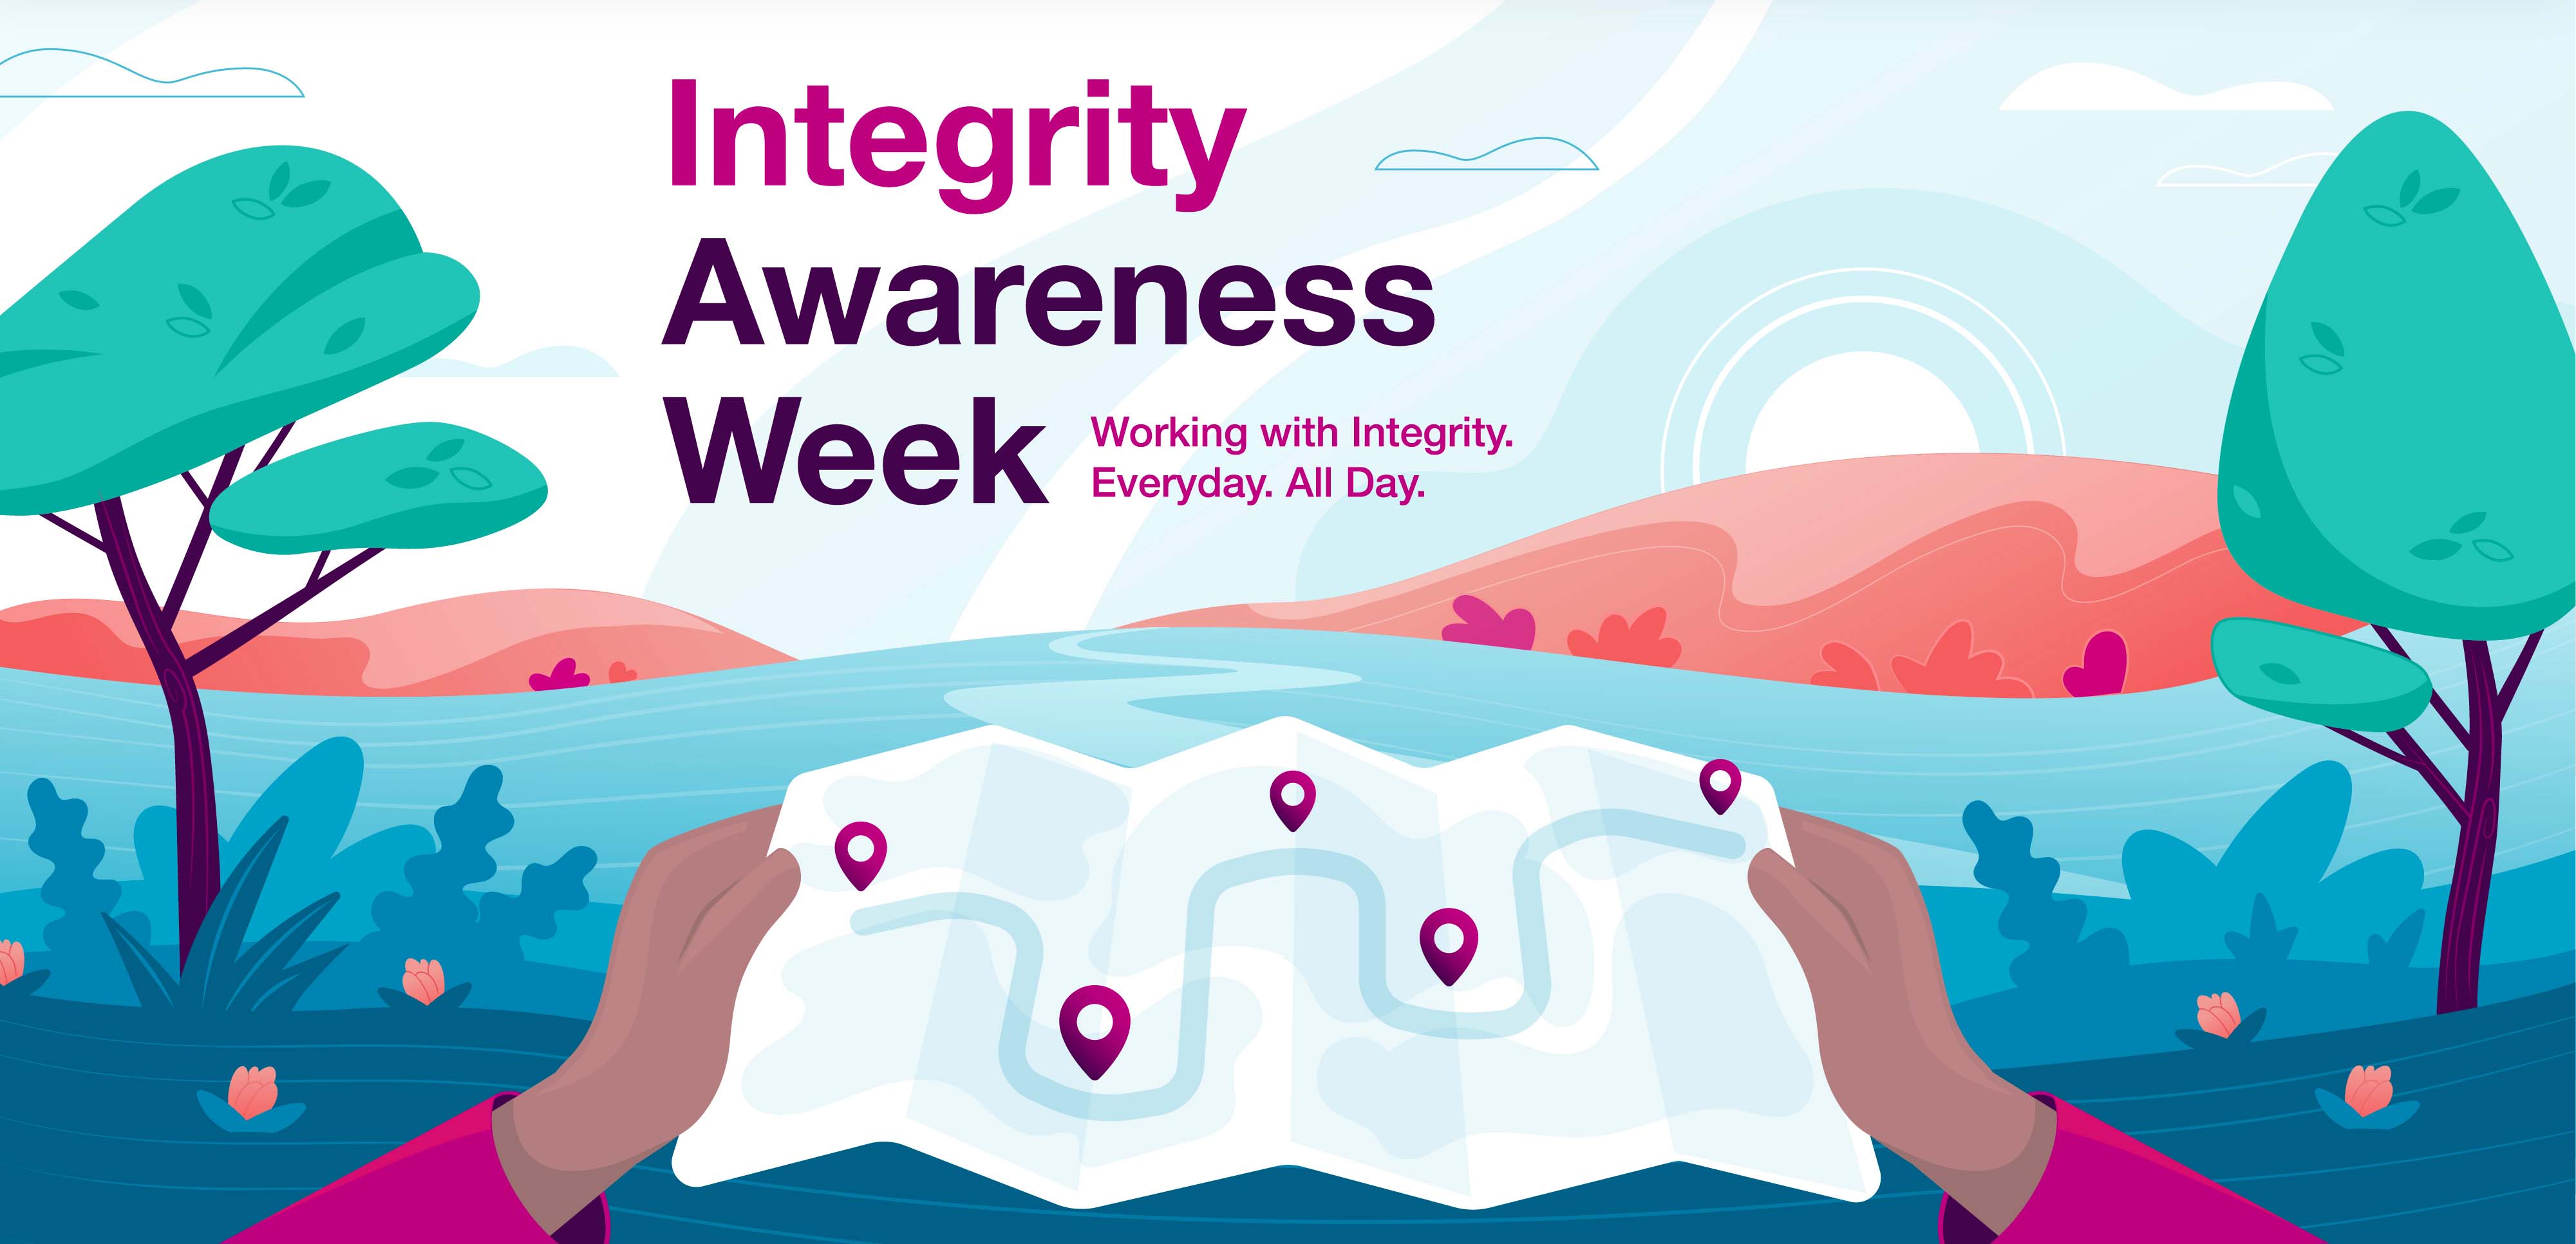 Integrity
Awareness
Week
Working with Integrity.
Everyday. All Day.